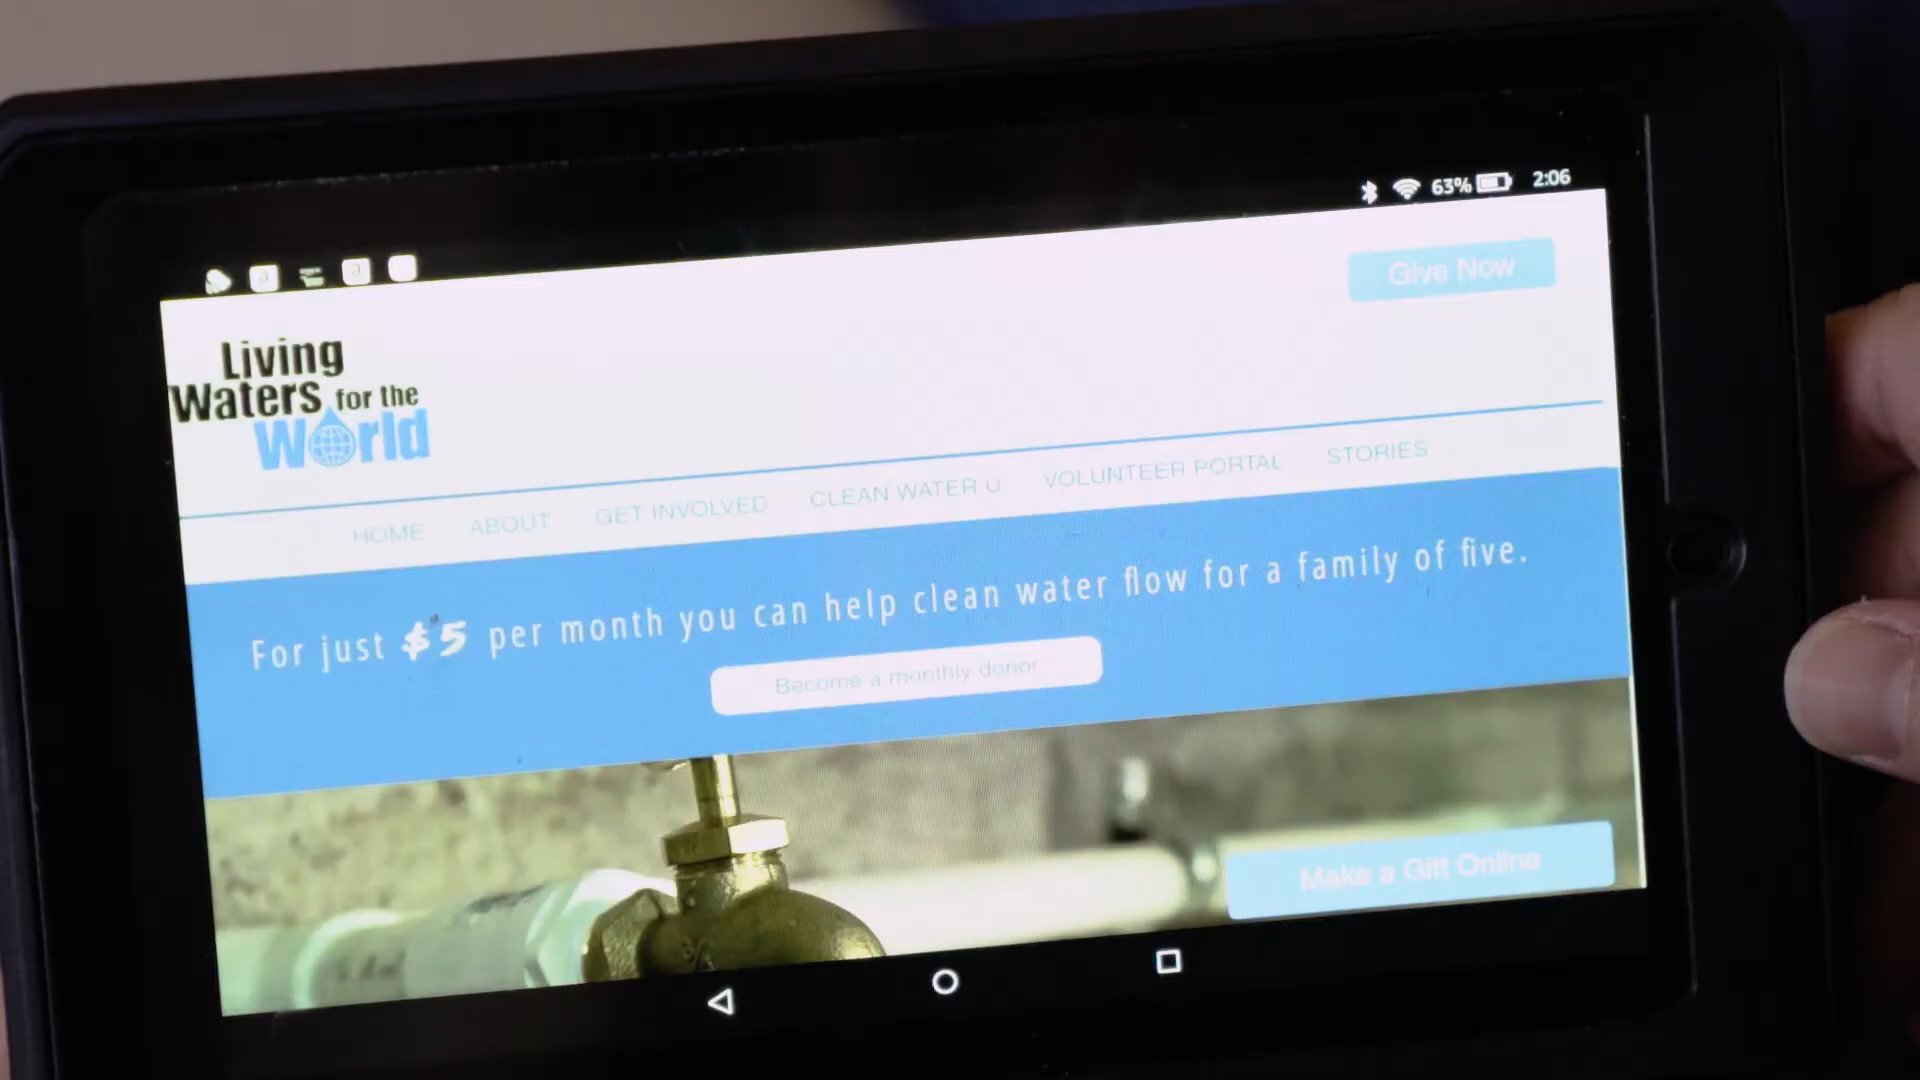 63% 2:06
Give Now
Living
Waters for the
World
HOME ABOUT GET INVOLVED CLEAN WATER U VOLUNTEER PORTAL STORIES
For just $5 per month you can help clean water flow for a family of five.
Become a monthly donor
Make a Gift Online